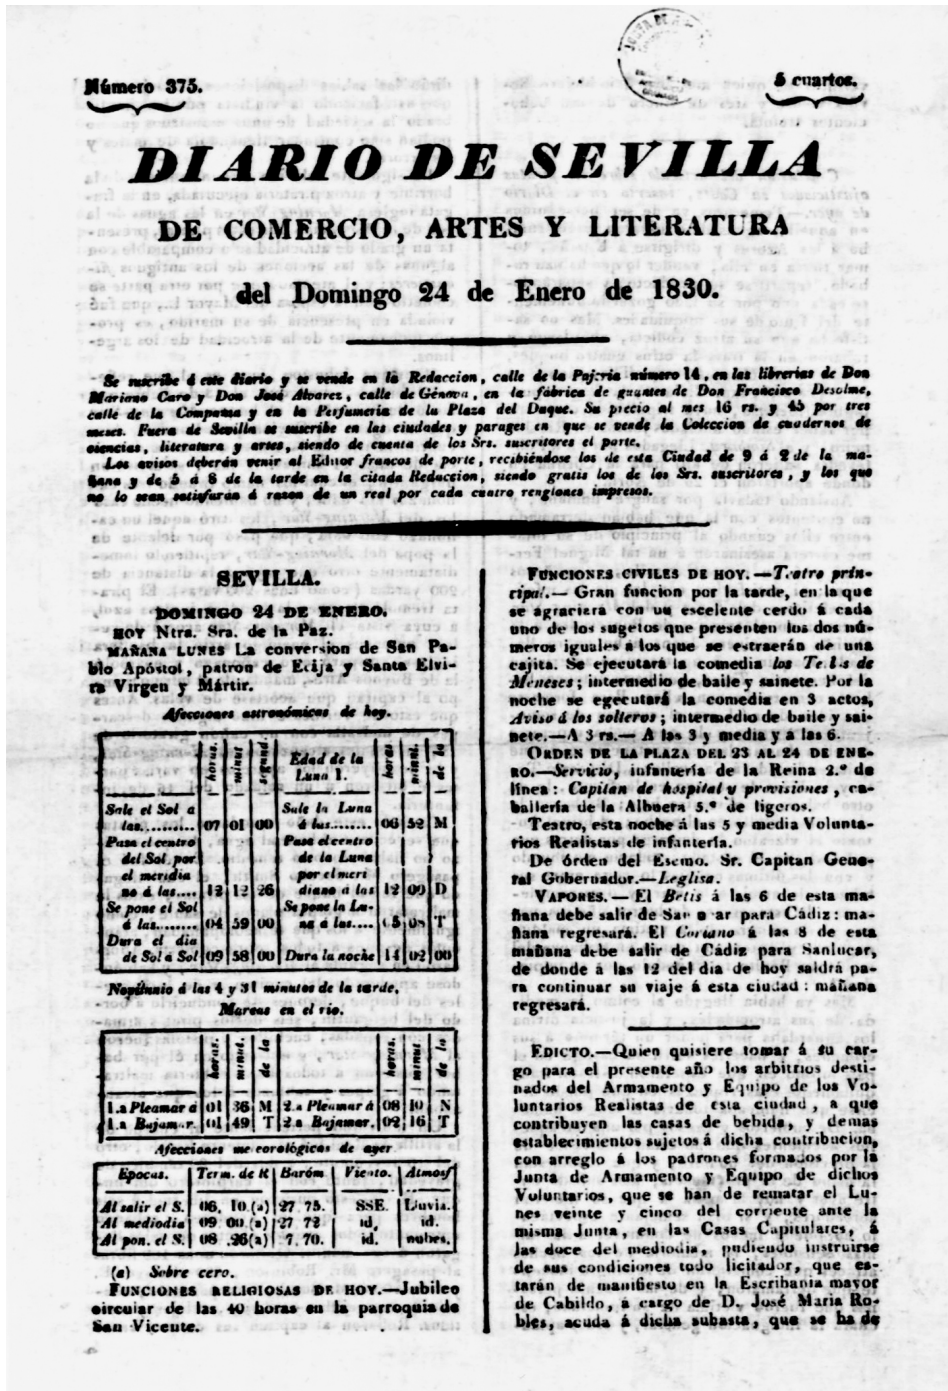 Número 375.
5 cuartos.
DIARIO DE SEVILLA
DE COMERCIO, ARTES Y LITERATURA
del Domingo 24 de Enero de 1830.
Se suscribe á este diario y se vende en la Redaccion, calle de la Pajería número 14, en las librerías de Don
Mariano Caro y Don José Alvarez, calle de Génova, en la fábrica de guantes de Don Francisco Desolme,
calle de la Compañía y en la Perfumería de la Plaza del Duque. Su precio al mes 16 rs. y 45 por tres
meses. Fuera de Sevilla se suscribe en las ciudades y parages en que se vende la Coleccion de cuadernos de
ciencias, literatura y artes, siendo de cuenta de los Srs. suscritores el porte.
Los avisos deberán venir al Editor francos de porte, recibiéndose los de esta Ciudad de 9 á 2 de la ma-
ñana y de 5 á 8 de la tarde en la citada Redaccion, siendo gratis los de los Srs. suscritores, y los que
no lo sean satisfarán á razon de un real por cada cuatro renglones impresos.
SEVILLA.
DOMINGO 24 DE ENERO.
HOY Ntra. Sra. de la Paz.
MAÑANA LUNES La conversion de San Pa-
blo Apóstol, patron de Ecija y Santa Elvi-
ra Virgen y Mártir.
Afecciones astronómicas de hoy.
horas. minut segund. Edad de la Luna 1. horas minut. de la
Sale el Sol a las.......... 07 01 00 Sale la Luna á las........ 06 52 M
Pasa el centro del Sol por el meridia no á las.... 12 12 26 Pasa el centro de la Luna por el meri diano á las 12 09 D
Se pone el Sol á las...... 04 59 00 Se pone la Lu- na á las.... 05 08 T
Dura el dia de Sol a Sol 09 58 00 Dura la noche 14 02 00
Novilunio á las 4 y 31 minutos de la tarde.
Mareas en el rio.
horas. minut. de la horas. minut de la
1.a Pleamar á 01 36 M 2.a Pleamar á 08 10 N
1.a Bajamar. 01 49 T 2.a Bajamar. 02 16 T
Afecciones meteorológicas de ayer
Epocas. Term. de R Baróm. Viento. Atmosf
Al salir el S. 06. 10.(a) 27 75. SSE. Lluvia.
Al mediodia 09 00.(a) 27 72 id. id.
Al pon. el S. 08 .26(a) 7.70. id. nubes.
(a) Sobre cero.
FUNCIONES RELIGIOSAS DE HOY.—Jubileo
circular de las 40 horas en la parroquia de
San Vicente.
FUNCIONES CIVILES DE HOY.—Teatro prin-
cipal.—Gran funcion por la tarde, en la que
se agraciará con un escelente cerdo á cada
uno de los sugetos que presenten los dos nú-
meros iguales á los que se estraerán de una
cajita. Se ejecutará la comedia los Tellos de
Meneses; intermedio de baile y sainete. Por la
noche se egecutará la comedia en 3 actos,
Aviso á los solteros; intermedio de baile y sai-
nete.—A 3 rs.—A las 3 y media y a las 6.
ORDEN DE LA PLAZA DEL 23 AL 24 DE ENE-
RO.—Servicio, infantería de la Reina 2.º de
línea: Capitan de hospital y provisiones, ca-
ballería de la Albuera 5.º de ligeros.
Teatro, esta noche á las 5 y media Volunta-
rios Realistas de infantería.
De órden del Escmo. Sr. Capitan Gene-
ral Gobernador.—Leglisa.
VAPORES.—El Betis á las 6 de esta ma-
ñana debe salir de San ar para Cádiz: ma-
ñana regresará. El Coriano á las 8 de esta
mañana debe salir de Cádiz para Sanlucar,
de donde á las 12 del dia de hoy saldrá pa-
ra continuar su viaje á esta ciudad: mañana
regresará.
EDICTO.—Quien quisiere tomar á su car-
go para el presente año los arbitrios desti-
nados del Armamento y Equipo de los Vo-
luntarios Realistas de esta ciudad, a que
contribuyen las casas de bebida, y demas
establecimientos sujetos á dicha contribucion,
con arreglo á los padrones formados por la
Junta de Armamento y Equipo de dichos
Voluntarios, que se han de rematar el Lu-
nes veinte y cinco del corriente ante la
misma Junta, en las Casas Capitulares, á
las doce del mediodia, pudiendo instruirse
de sus condiciones todo licitador, que es-
tarán de manifiesto en la Escribanía mayor
de Cabildo, a cargo de D. José Maria Ro-
bles, acuda á dicha subasta, que se ha de